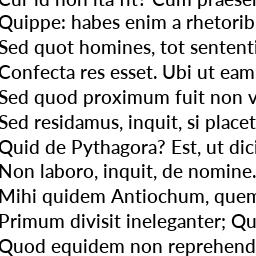 Cur id non ita fit? Cum praeser
Quippe: habes enim a rhetorib
Sed quot homines, tot sententi
Confecta res esset. Ubi ut eam
Sed quod proximum fuit non v
Sed residamus, inquit, si placet
Quid de Pythagora? Est, ut dici
Non laboro, inquit, de nomine.
Mihi quidem Antiochum, quem
Primum divisit ineleganter; Qu
Quod equidem non reprehend